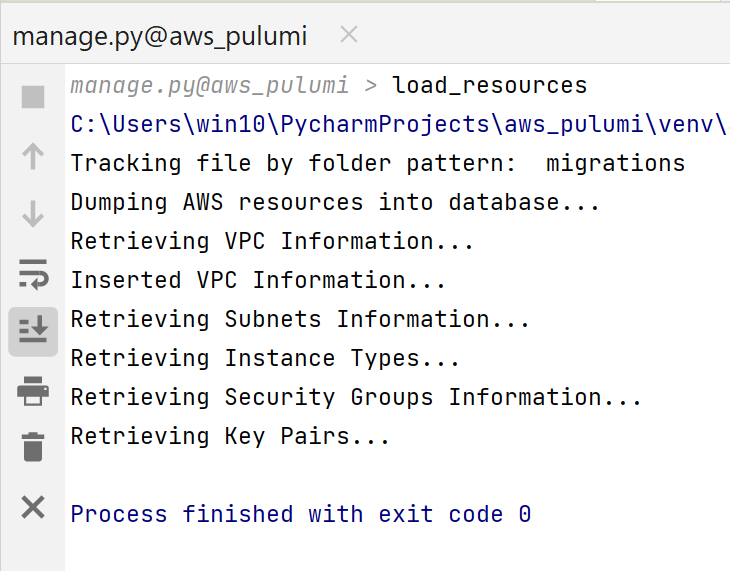 manage.py@aws_pulumi
manage.py@aws_pulumi > load_resources
C:\Users\win10\PycharmProjects\aws_pulumi\venv\
Tracking file by folder pattern:  migrations
Dumping AWS resources into database...
Retrieving VPC Information...
Inserted VPC Information...
Retrieving Subnets Information...
Retrieving Instance Types...
Retrieving Security Groups Information...
Retrieving Key Pairs...
Process finished with exit code 0